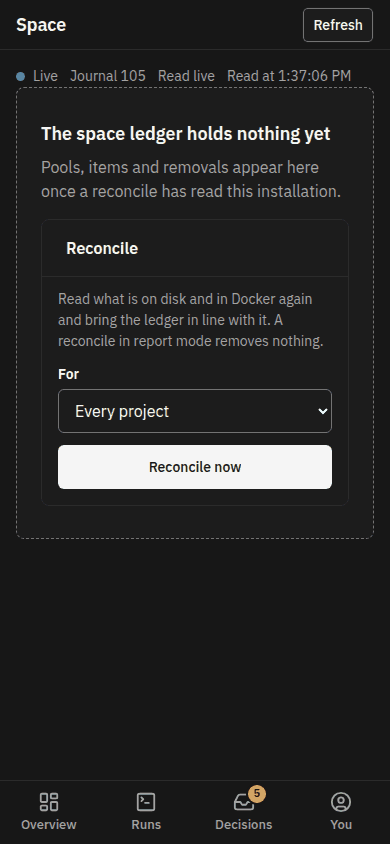 Space
Refresh
Live Journal 105 Read live Read at 1:37:06 PM
The space ledger holds nothing yet
Pools, items and removals appear here
once a reconcile has read this installation.
Reconcile
Read what is on disk and in Docker again
and bring the ledger in line with it. A
reconcile in report mode removes nothing.
For
Every project
Reconcile now
5
Overview
Runs
Decisions
You